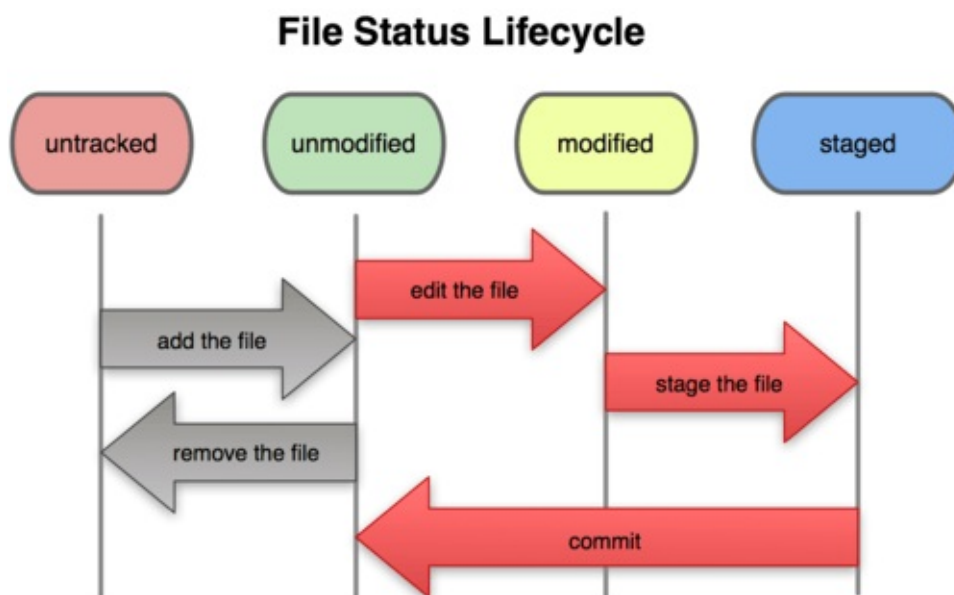 File Status Lifecycle
untracked
unmodified
modified
staged
edit the file
add the file
stage the file
remove the file
commit